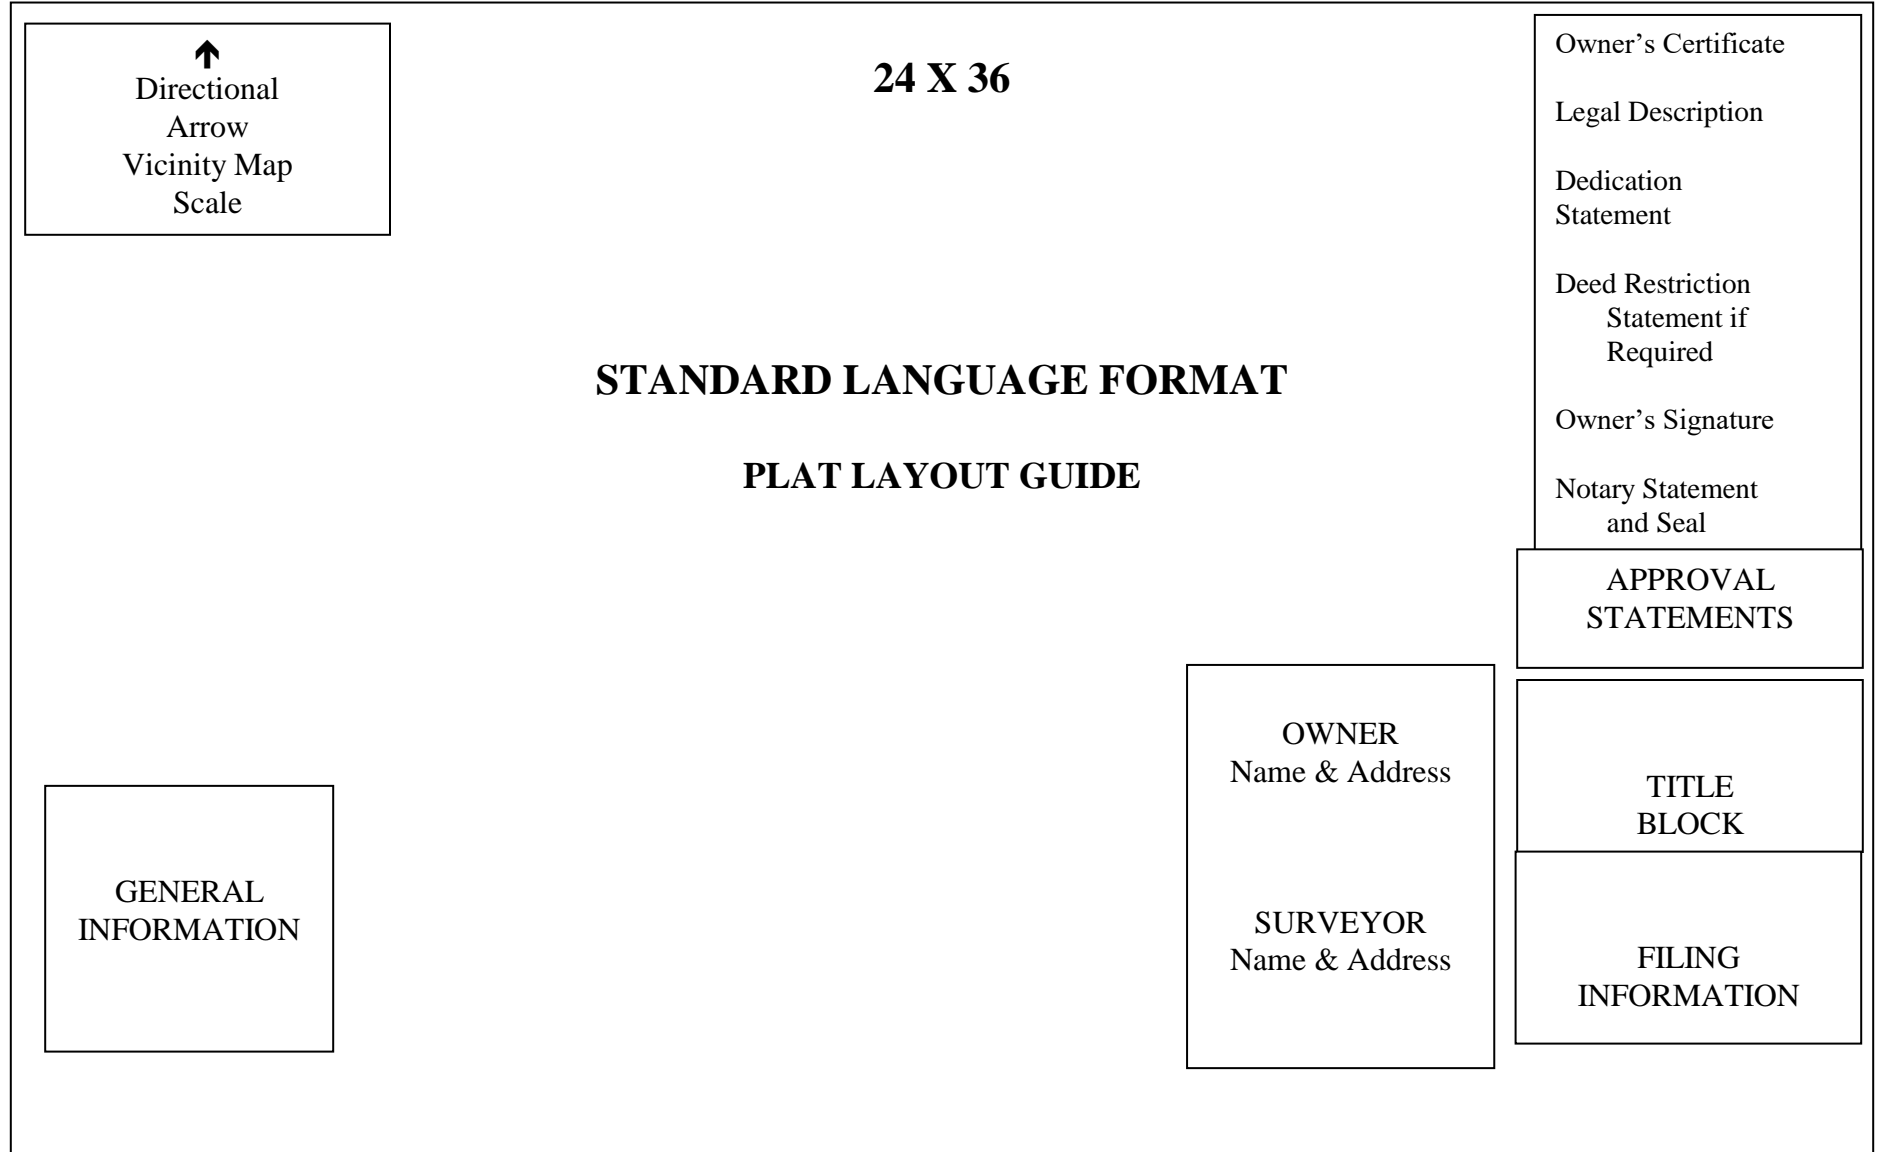 Directional
Arrow
Vicinity Map
Scale
24 X 36
STANDARD LANGUAGE FORMAT
PLAT LAYOUT GUIDE
Owner’s Certificate
Legal Description
Dedication
Statement
Deed Restriction
Statement if
Required
Owner’s Signature
Notary Statement
and Seal
APPROVAL
STATEMENTS
OWNER
Name & Address
SURVEYOR
Name & Address
TITLE
BLOCK
FILING
INFORMATION
GENERAL
INFORMATION